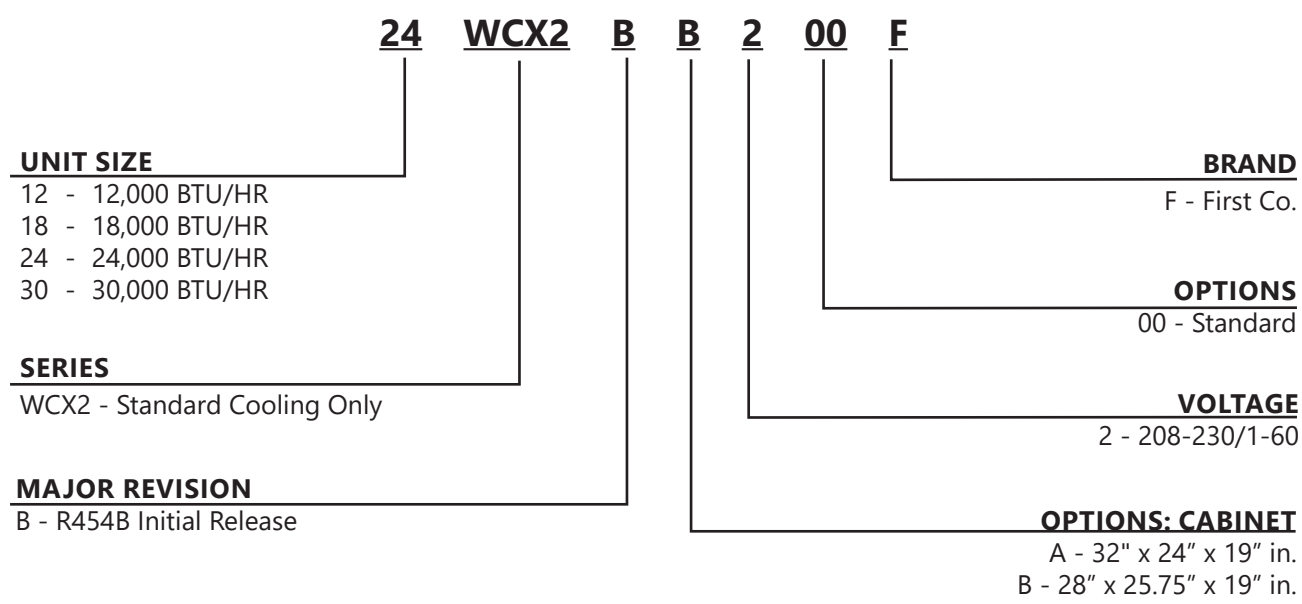 24 WCX2 B B 2 00 F
UNIT SIZE
12 - 12,000 BTU/HR
18 - 18,000 BTU/HR
24 - 24,000 BTU/HR
30 - 30,000 BTU/HR
SERIES
WCX2 - Standard Cooling Only
MAJOR REVISION
B - R454B Initial Release
BRAND
F - First Co.
OPTIONS
00 - Standard
VOLTAGE
2 - 208-230/1-60
OPTIONS: CABINET
A - 32" x 24” x 19” in.
B - 28” x 25.75” x 19” in.